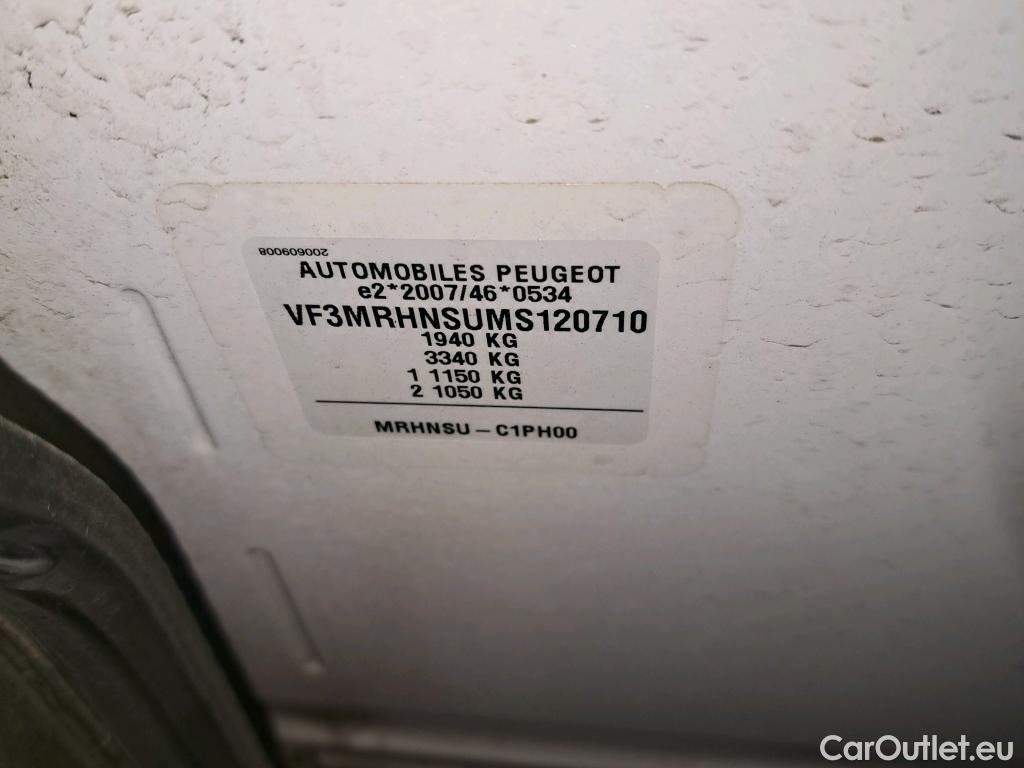 200609008
AUTOMOBILES PEUGEOT
e2*2007/46*0534
VF3MRHNSUMS120710
1940 KG
3340 KG
1 1150 KG
2 1050 KG
MRHNSU – C1PH00
CarOutlet.eu